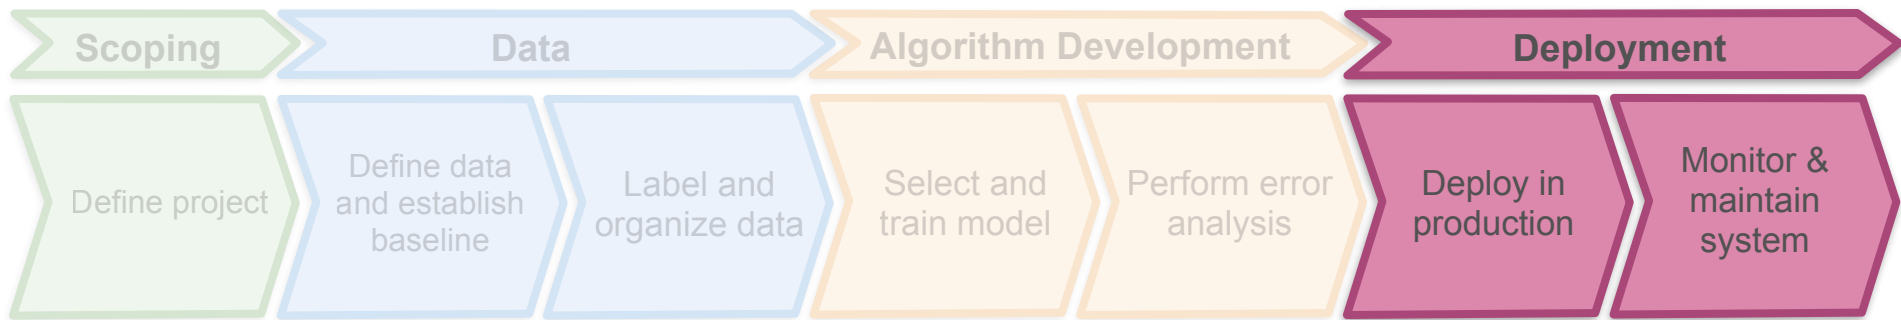 Scoping
Data
Algorithm Development
Deployment
Define project
Define data
and establish
baseline
Label and
organize data
Select and
train model
Perform error
analysis
Deploy in
production
Monitor &
maintain
system